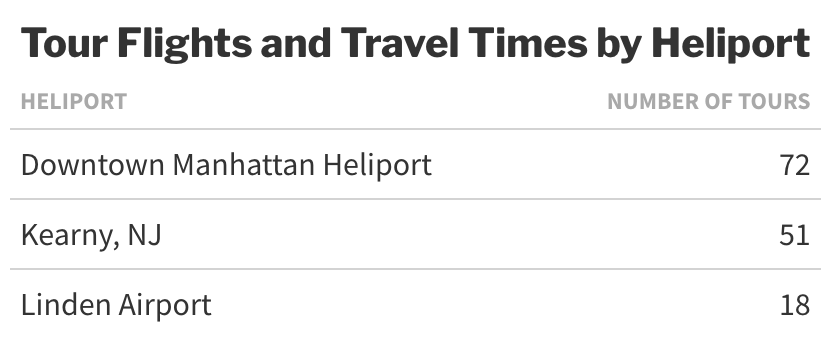 Tour Flights and Travel Times by Heliport
HELIPORT NUMBER OF TOURS
Downtown Manhattan Heliport 72
Kearny, NJ 51
Linden Airport 18